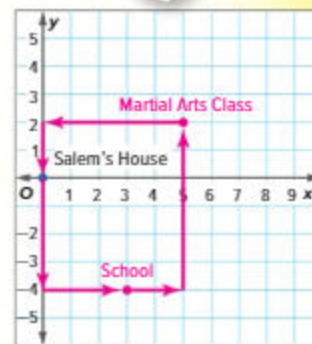 y
5
4
3
Martial Arts Class
2
1
Salem's House
O 1 2 3 4 5 6 7 8 9 x
−2
−3
School
−4
−5